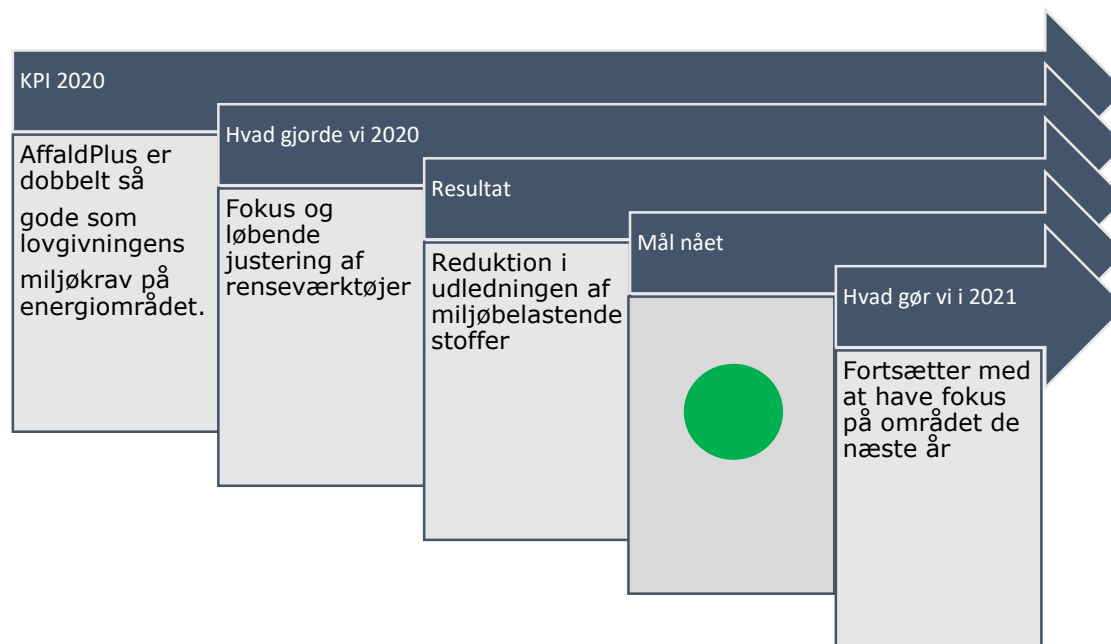 KPI 2020
AffaldPlus er
dobbelt så
gode som
lovgivningens
miljøkrav på
energiområdet.
Hvad gjorde vi 2020
Fokus og
løbende
justering af
renseværktøjer
Resultat
Reduktion i
udledningen af
miljøbelastende
stoffer
Mål nået
Hvad gør vi i 2021
Fortsætter med
at have fokus
på området de
næste år